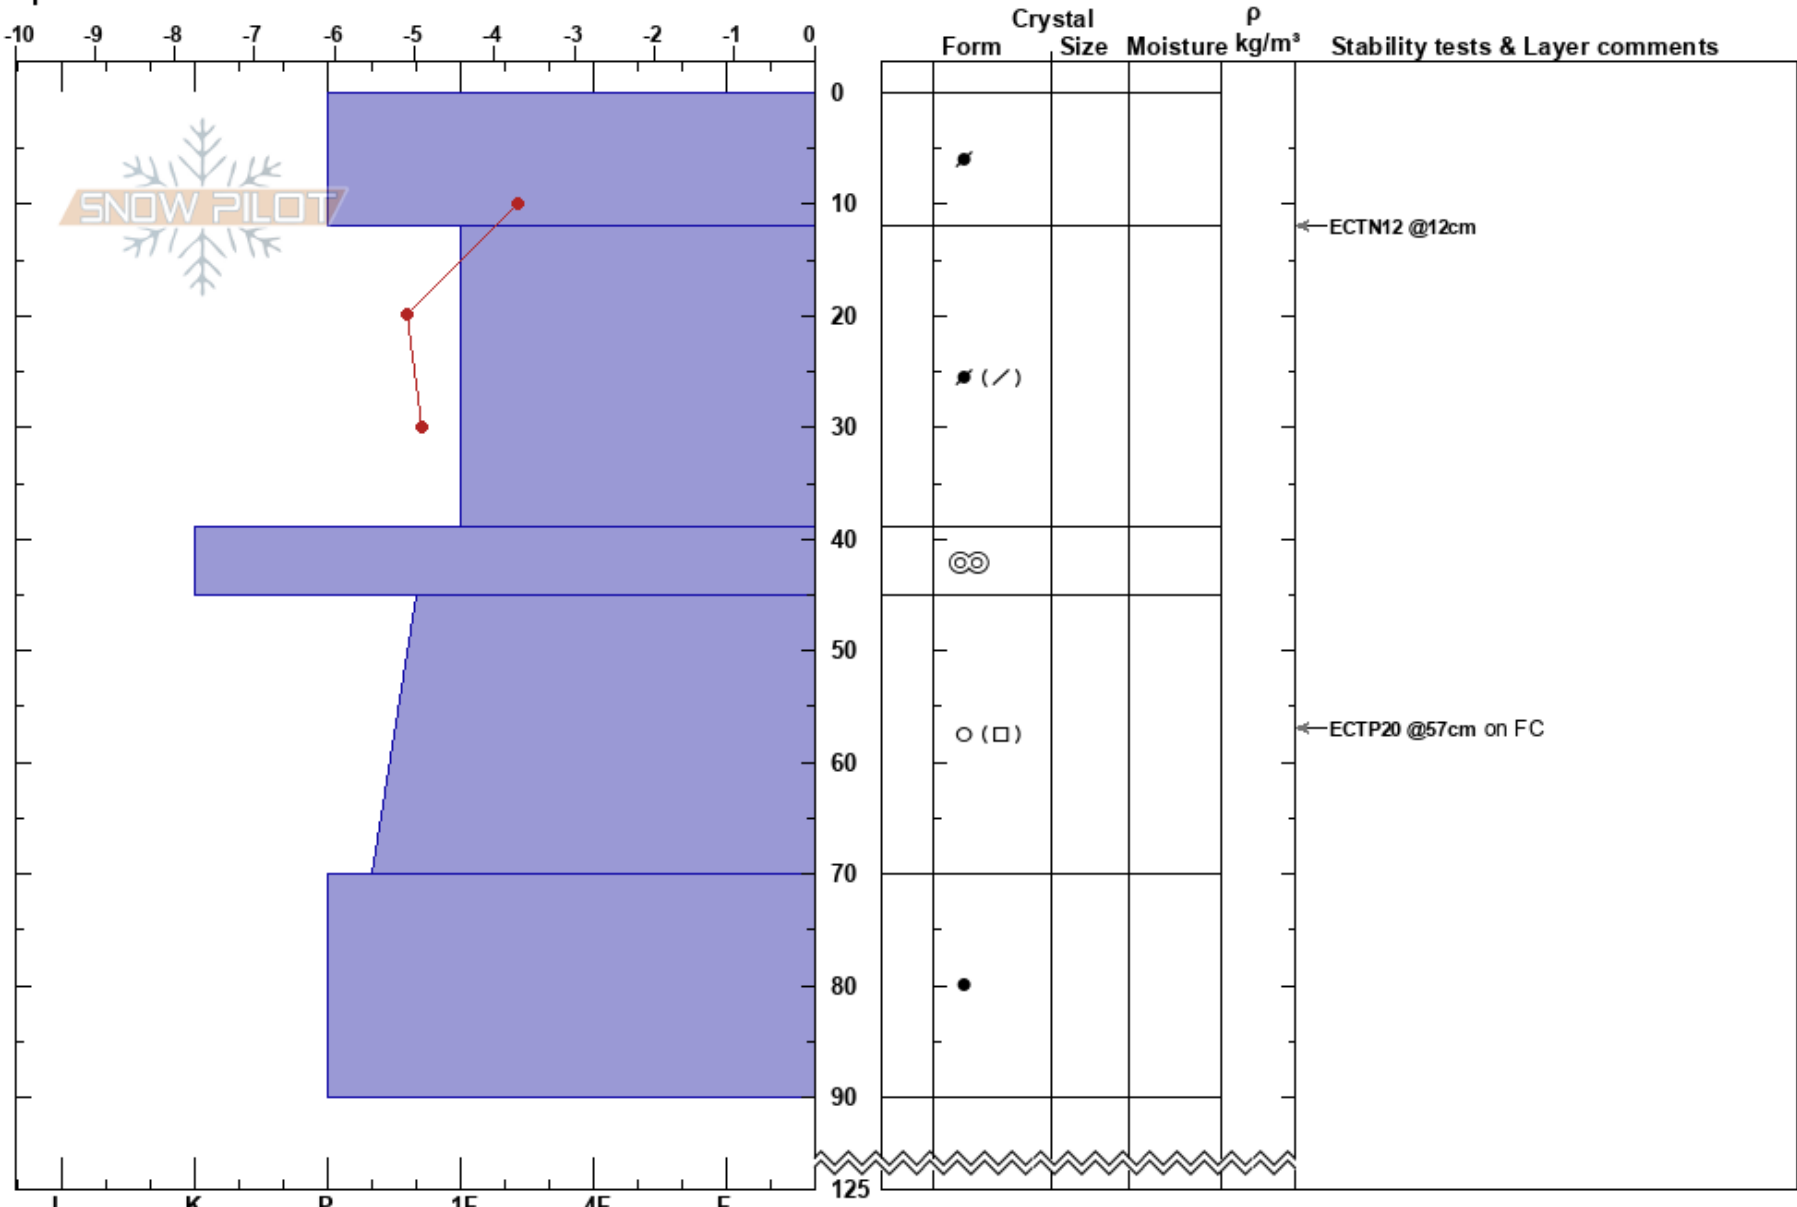 -10 -9 -8 -7 -6 -5 -4 -3 -2 -1 0
Crystal
Form Size Moisture ρ kg/m³ Stability tests & Layer comments
SNOW PILOT
0
10
ECTN12 @12cm
20
30
40
50
ECTP20 @57cm on FC
60
70
80
90
125
I K P 1F 4F F